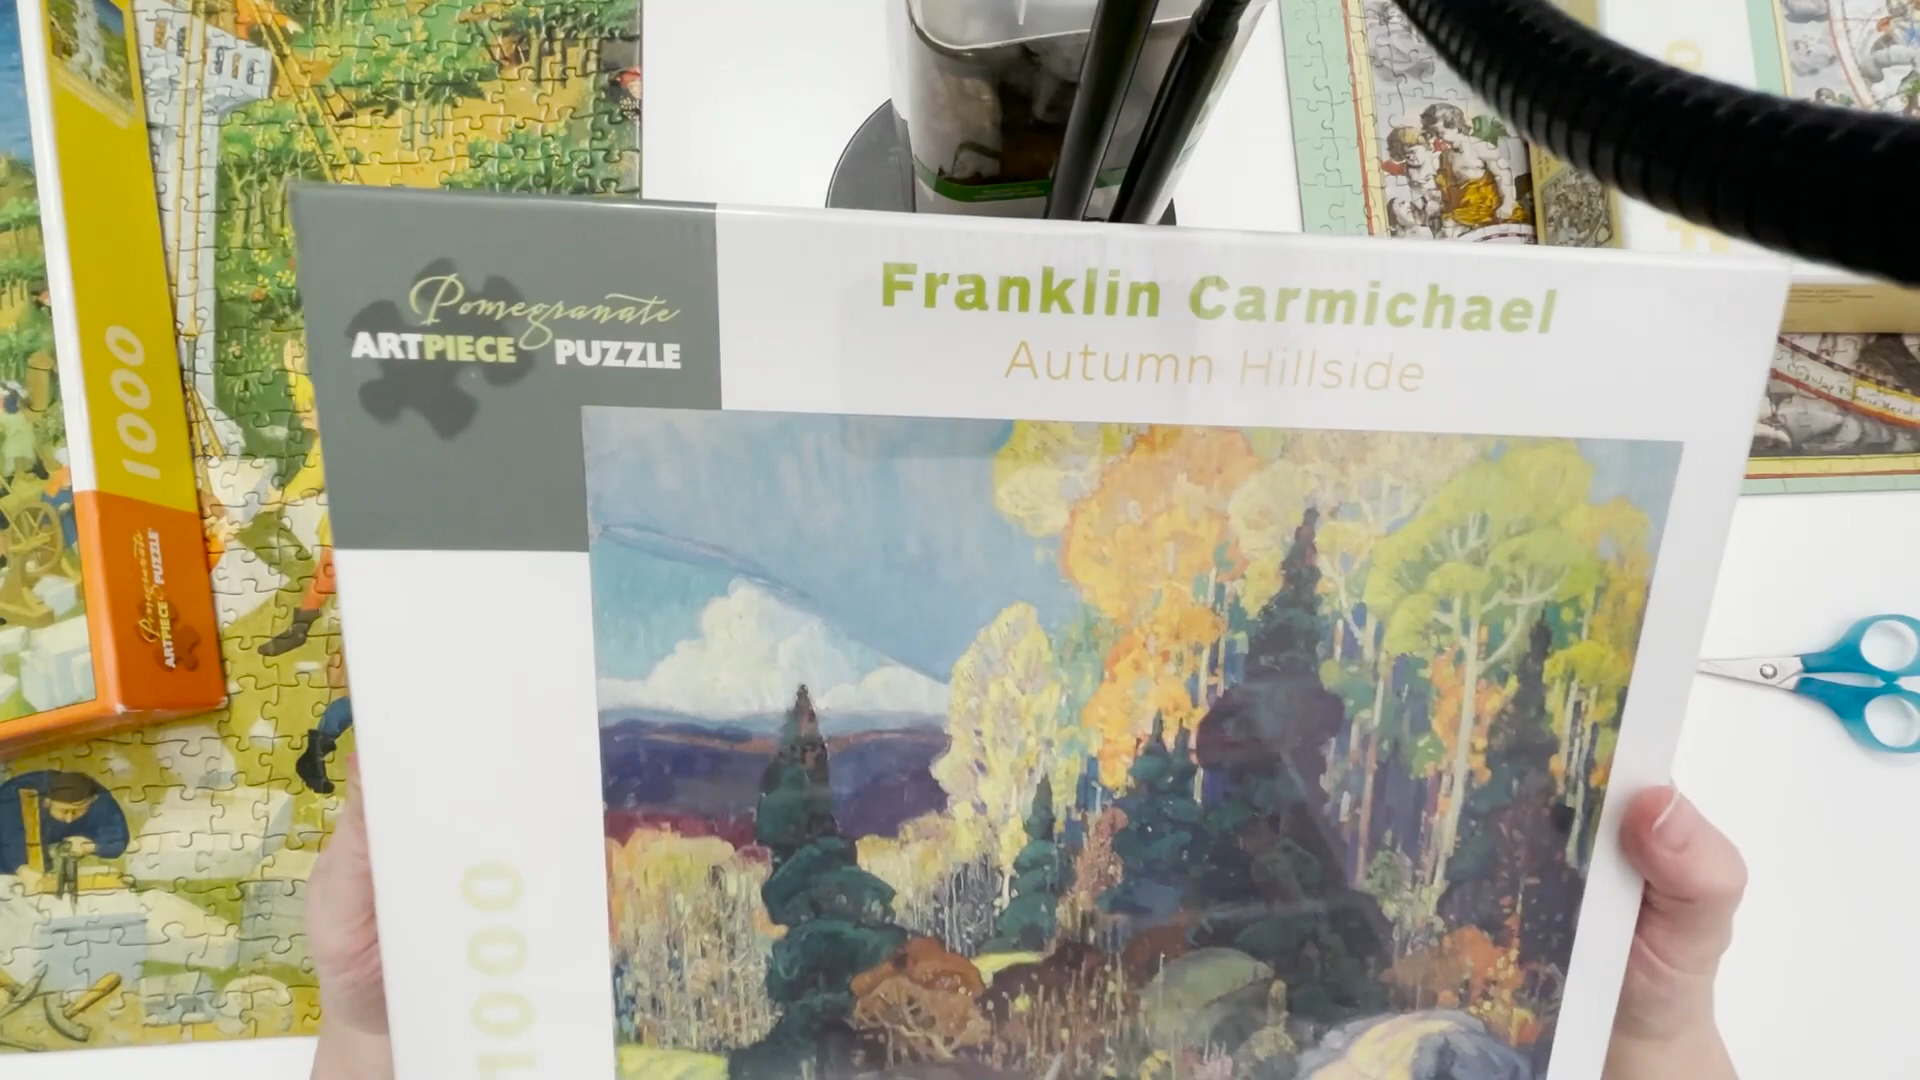 Pomegranate
ARTPIECE PUZZLE
Franklin Carmichael
Autumn Hillside
1000
1000
Pomegranate
ARTPIECE PUZZLE